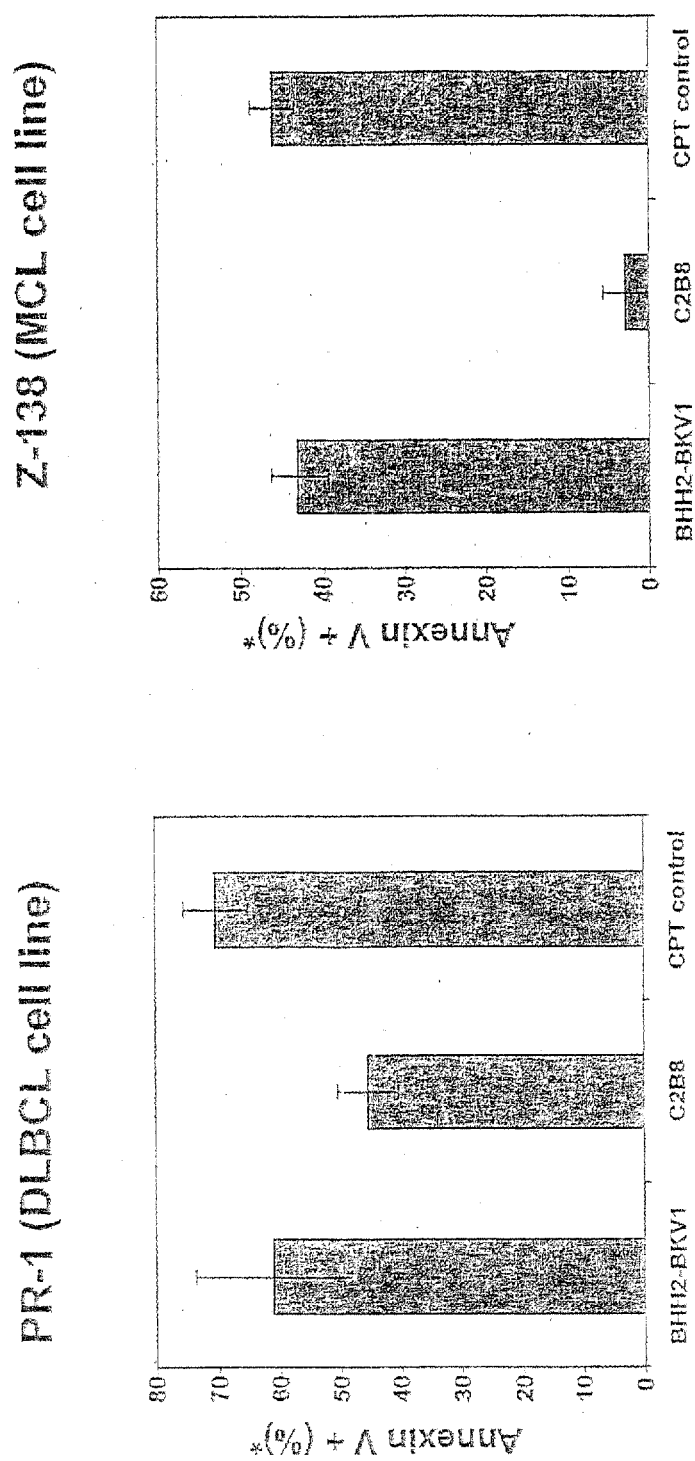 PR-1 (DLBCL cell line)
Annexin V + (%)*
80
70
60
50
40
30
20
10
0
BHH2-BKV1
C2B8
CPT control
Z-138 (MCL cell line)
Annexin V + (%)*
60
50
40
30
20
10
0
BHH2-BKV1
C2B8
CPT control